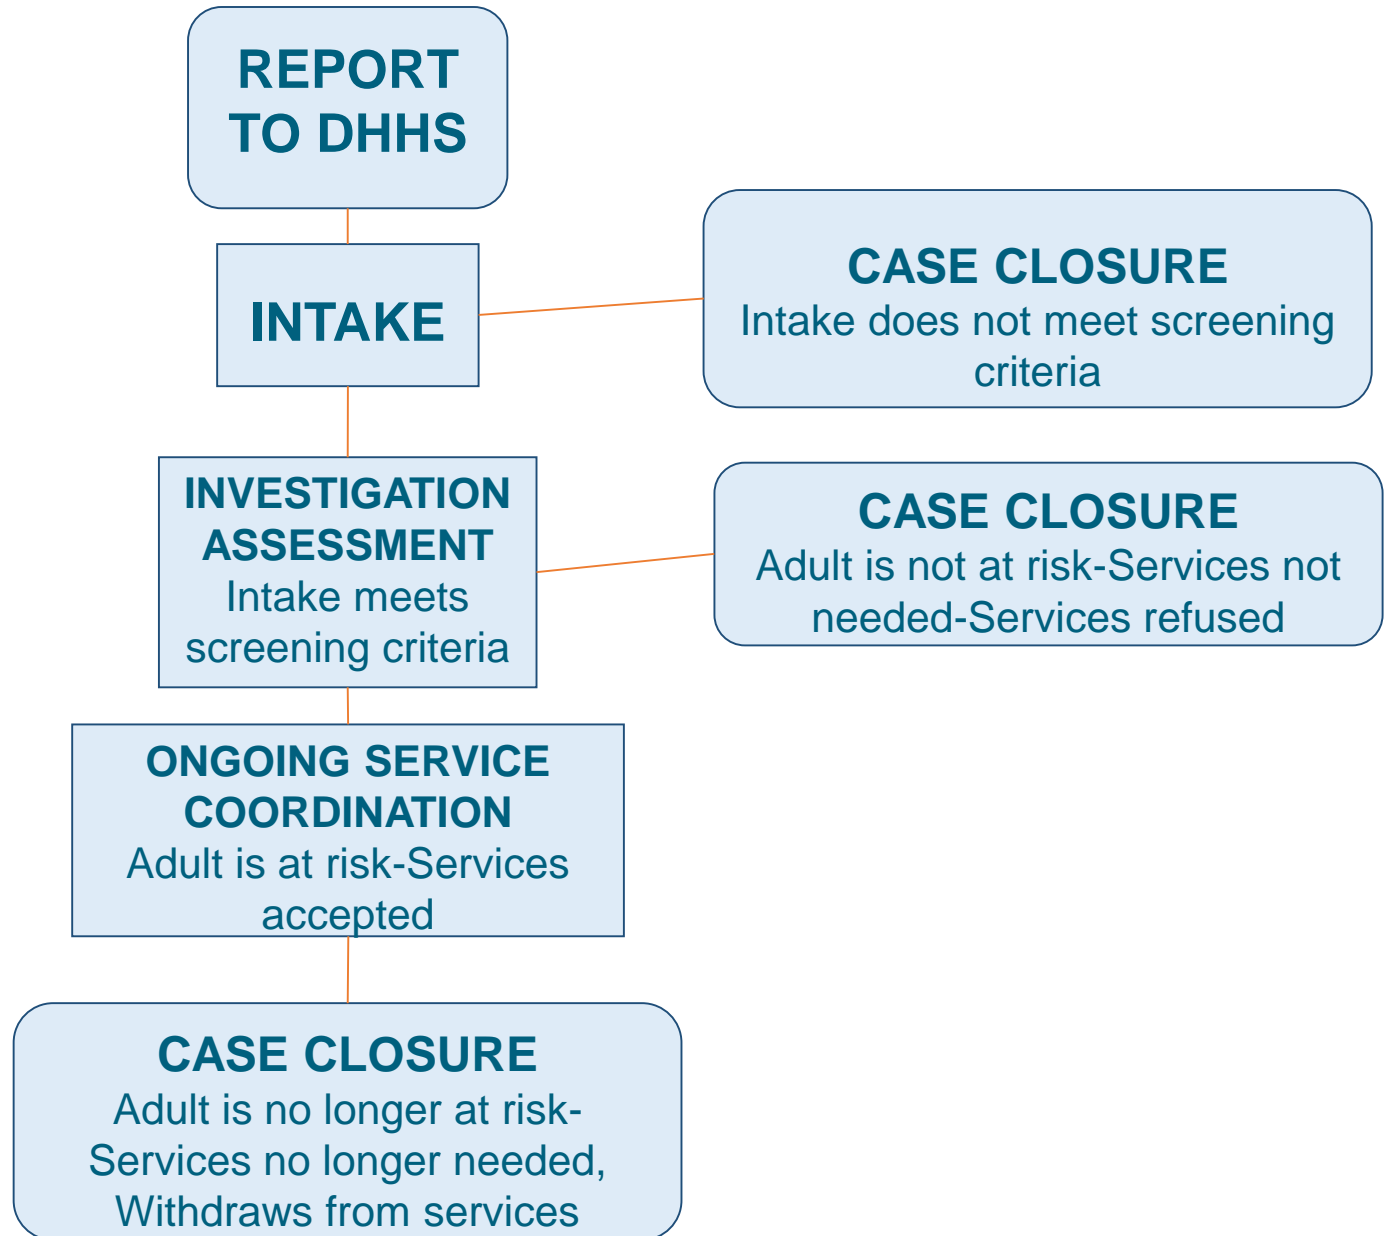 REPORT
TO DHHS
INTAKE
CASE CLOSURE
Intake does not meet screening
criteria
INVESTIGATION
ASSESSMENT
Intake meets
screening criteria
CASE CLOSURE
Adult is not at risk-Services not
needed-Services refused
ONGOING SERVICE
COORDINATION
Adult is at risk-Services
accepted
CASE CLOSURE
Adult is no longer at risk-
Services no longer needed,
Withdraws from services